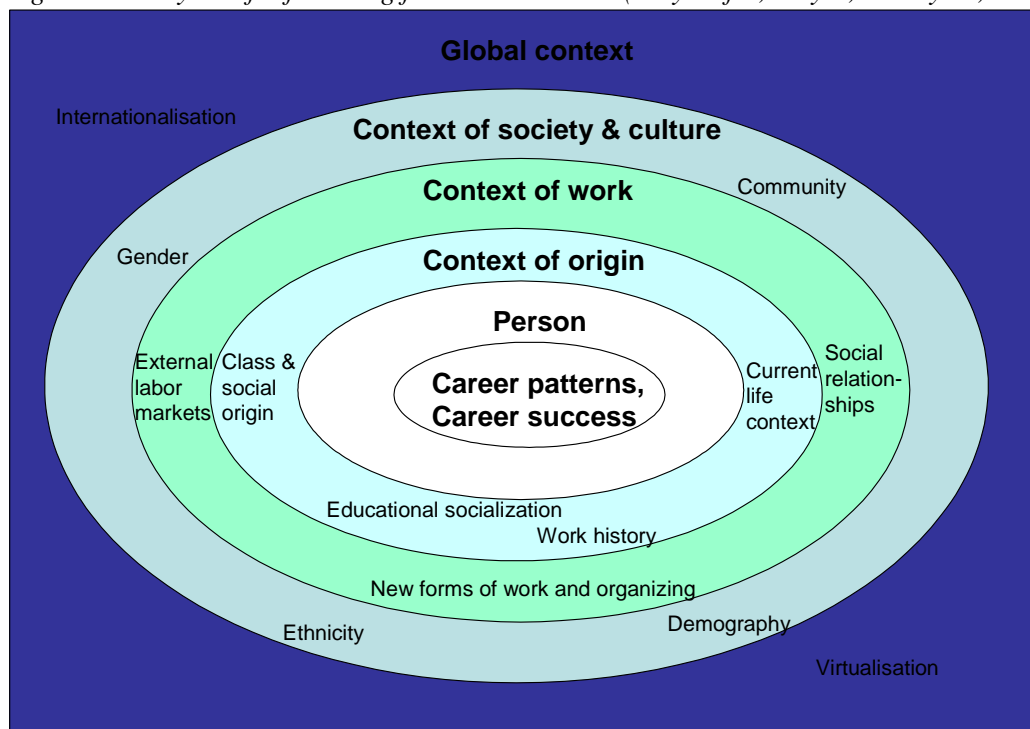 Global context
Internationalisation
Context of society & culture
Community
Context of work
Gender
Context of origin
Person
External
labor
markets
Class &
social
origin
Career patterns,
Career success
Current
life
context
Social
relation-
ships
Educational socialization
Work history
New forms of work and organizing
Ethnicity
Demography
Virtualisation